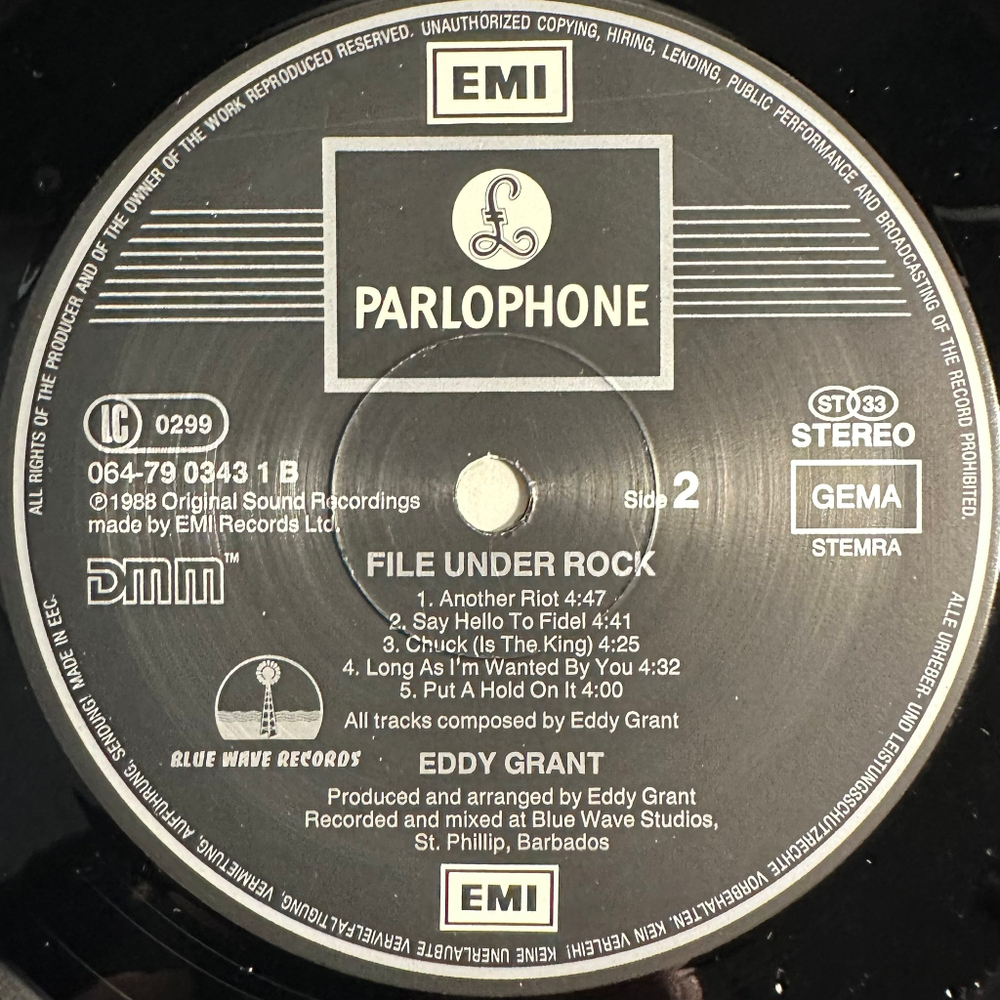 ALL RIGHTS OF THE PRODUCER AND OF THE OWNER OF THE WORK REPRODUCED RESERVED. UNAUTHORIZED COPYING, HIRING, LENDING, PUBLIC PERFORMANCE AND BROADCASTING OF THE RECORD PROHIBITED.
EMI
£
PARLOPHONE
LC 0299
064-79 0343 1 B
℗1988 Original Sound Recordings
made by EMI Records Ltd.
DMM™
ST 33
STEREO
Side 2
GEMA
STEMRA
FILE UNDER ROCK
1. Another Riot 4:47
2. Say Hello To Fidel 4:41
3. Chuck (Is The King) 4:25
4. Long As I'm Wanted By You 4:32
5. Put A Hold On It 4:00
All tracks composed by Eddy Grant
BLUE WAVE RECORDS
EDDY GRANT
Produced and arranged by Eddy Grant
Recorded and mixed at Blue Wave Studios,
St. Phillip, Barbados
EMI
ALLE URHEBER- UND LEISTUNGSSCHUTZRECHTE VORBEHALTEN. KEIN VERLEIH! KEINE UNERLAUBTE VERVIELFÄLTIGUNG, VERMIETUNG, AUFFÜHRUNG, SENDUNG! MADE IN EEC.